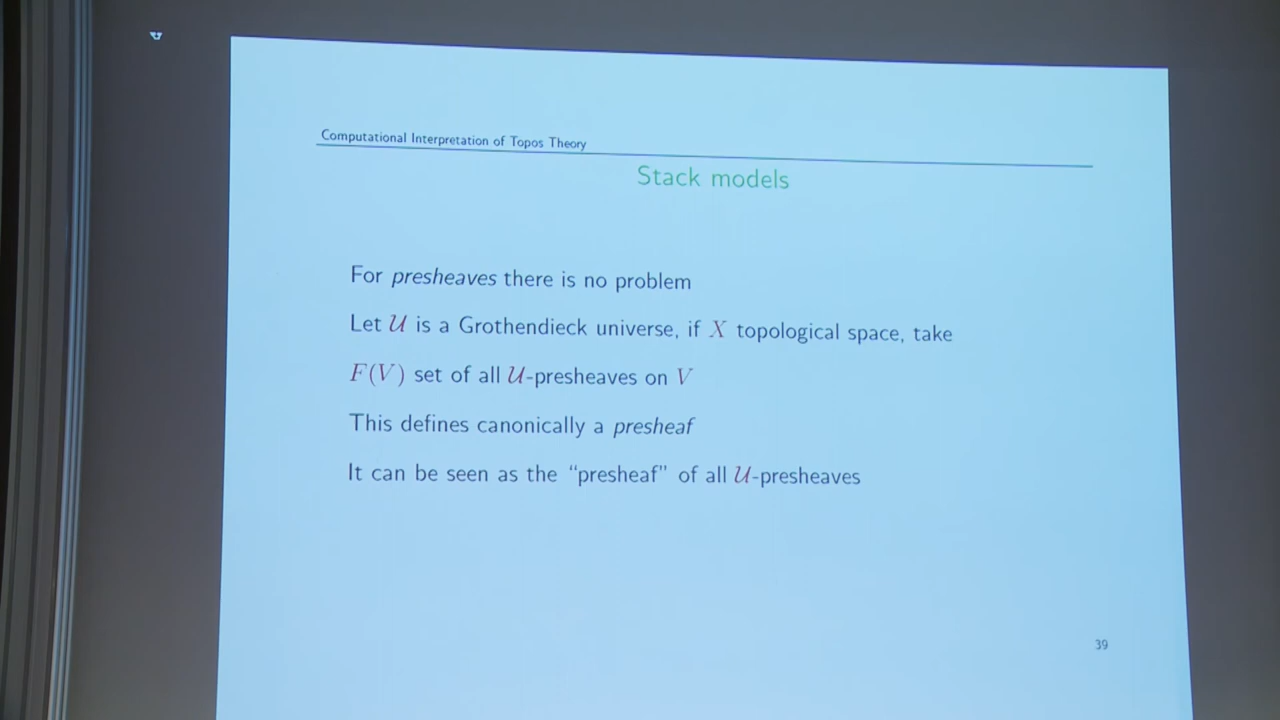 Computational Interpretation of Topos Theory
Stack models
For presheaves there is no problem
Let 𝒰 is a Grothendieck universe, if X topological space, take
F(V) set of all 𝒰-presheaves on V
This defines canonically a presheaf
It can be seen as the “presheaf” of all 𝒰-presheaves
39